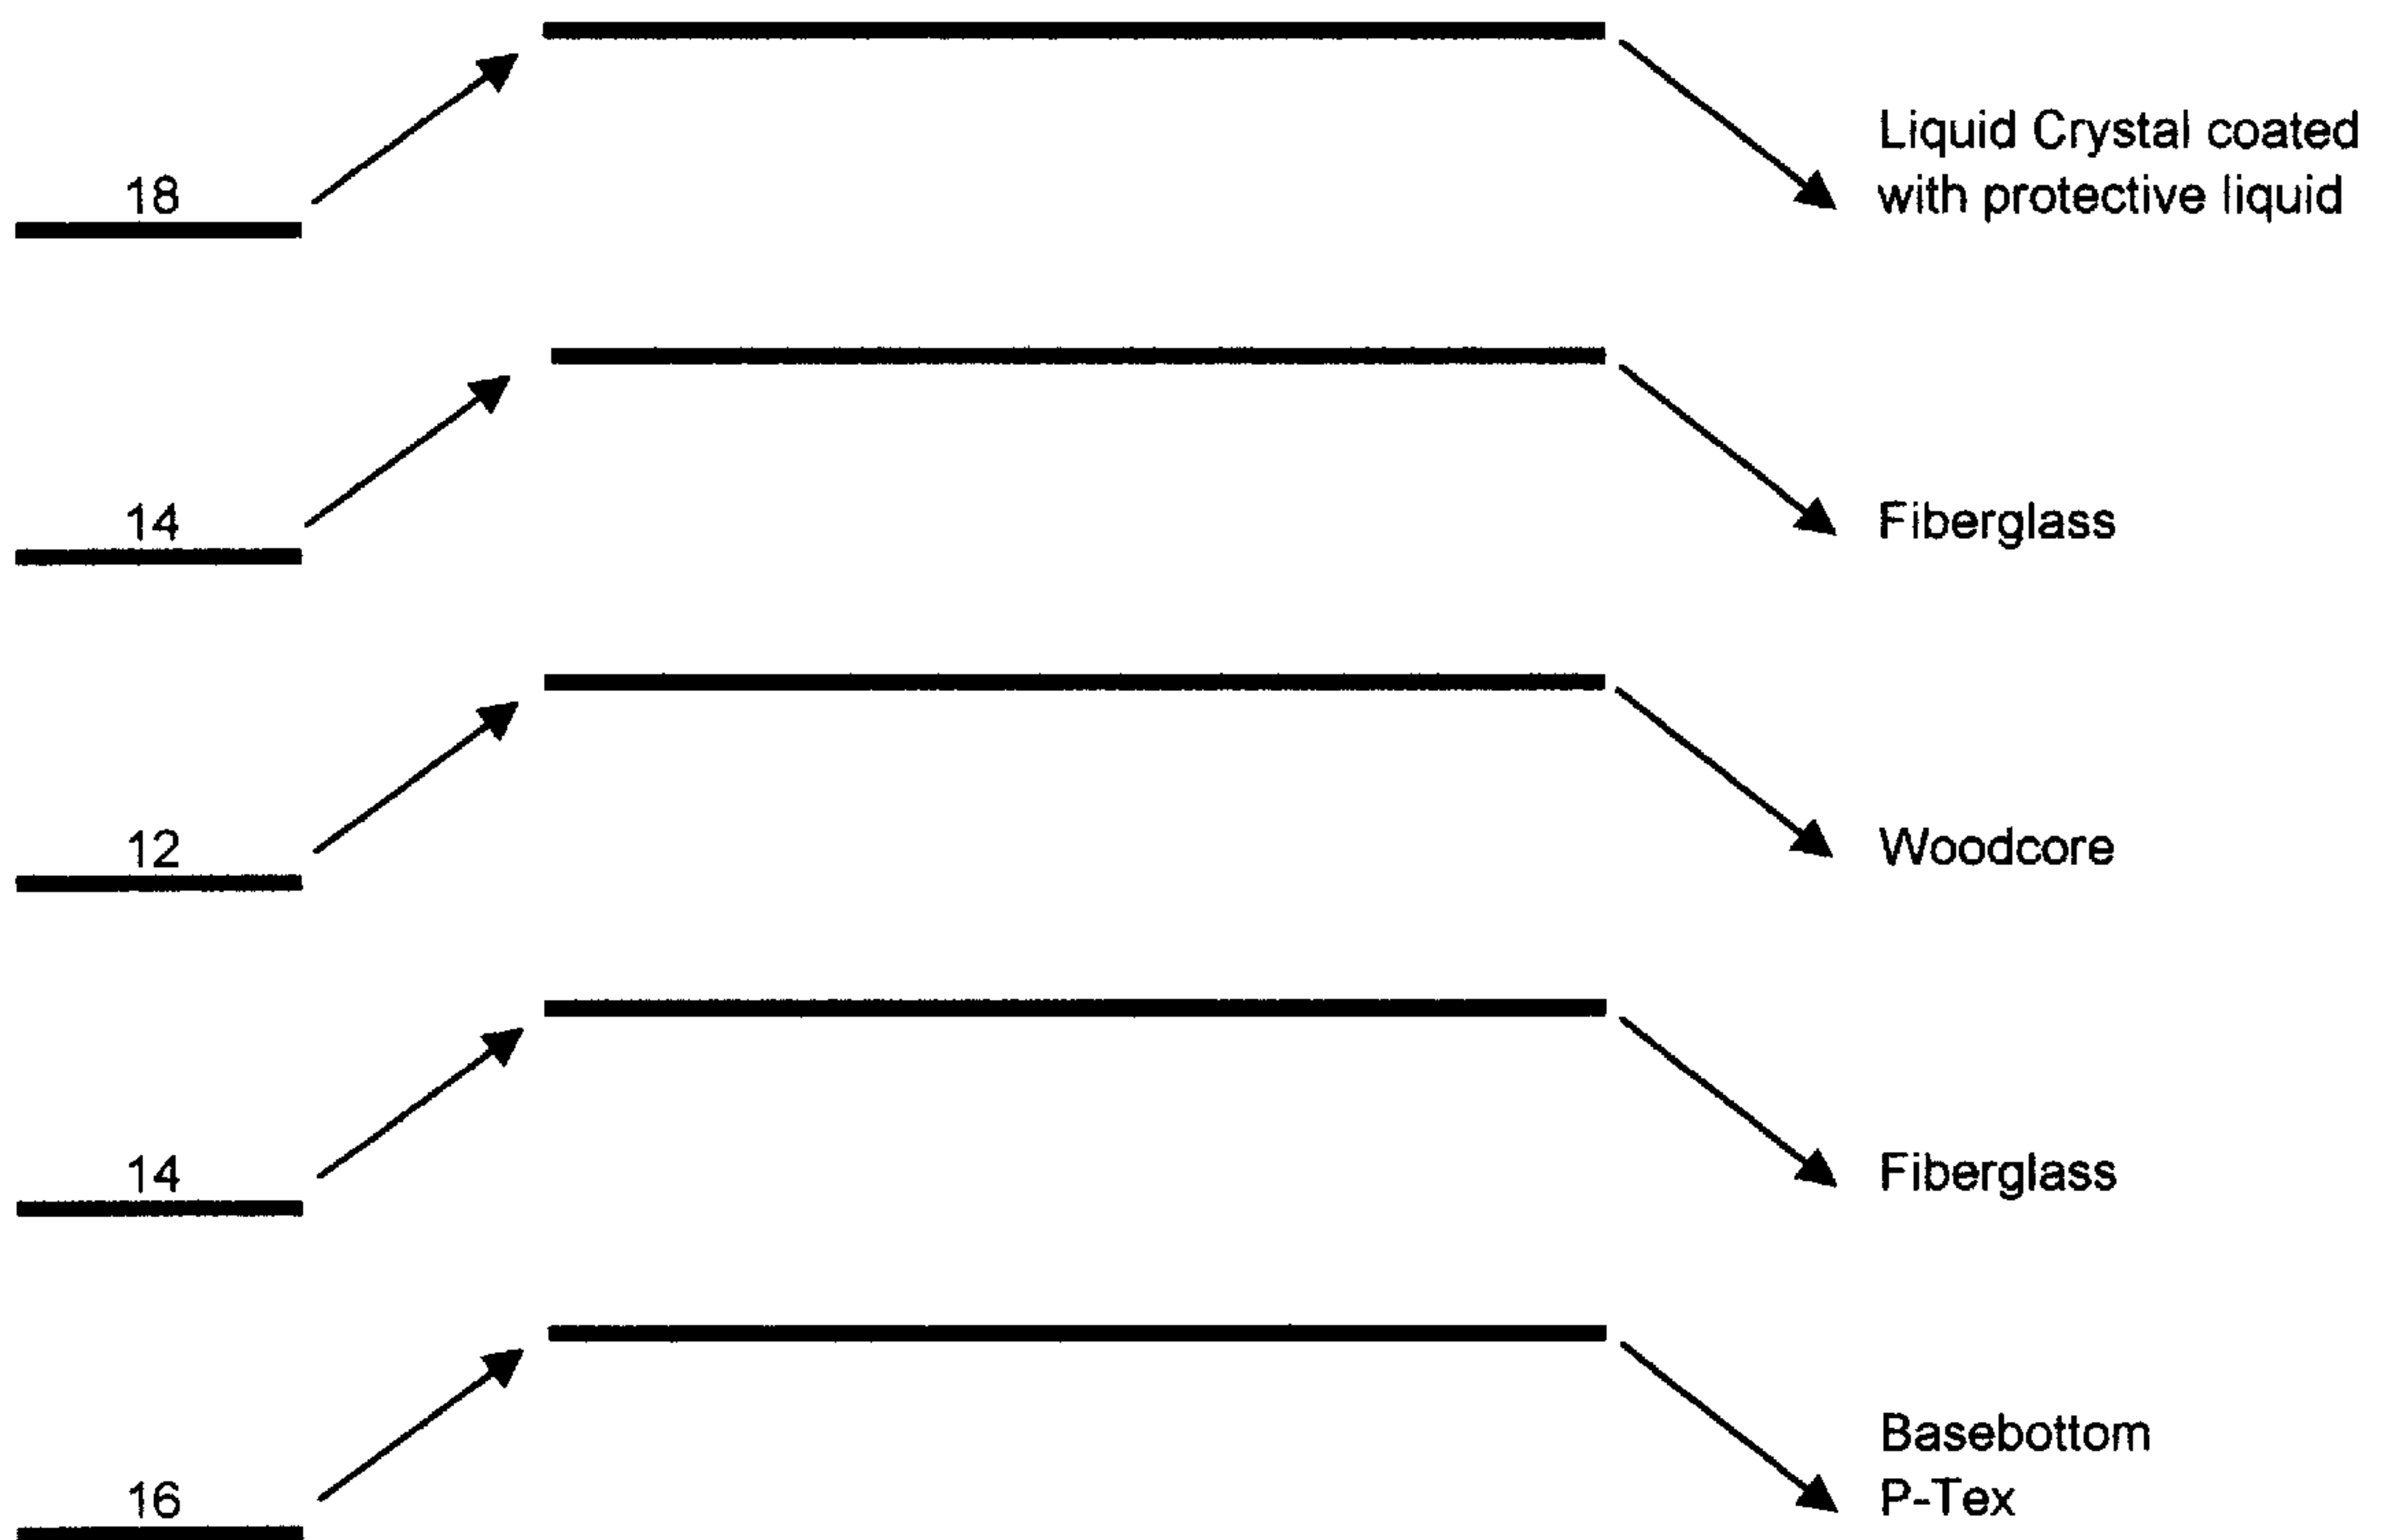 Liquid Crystal coated
with protective liquid
18
14
Fiberglass
12
Woodcore
14
Fiberglass
16
Basebottom
P-Tex